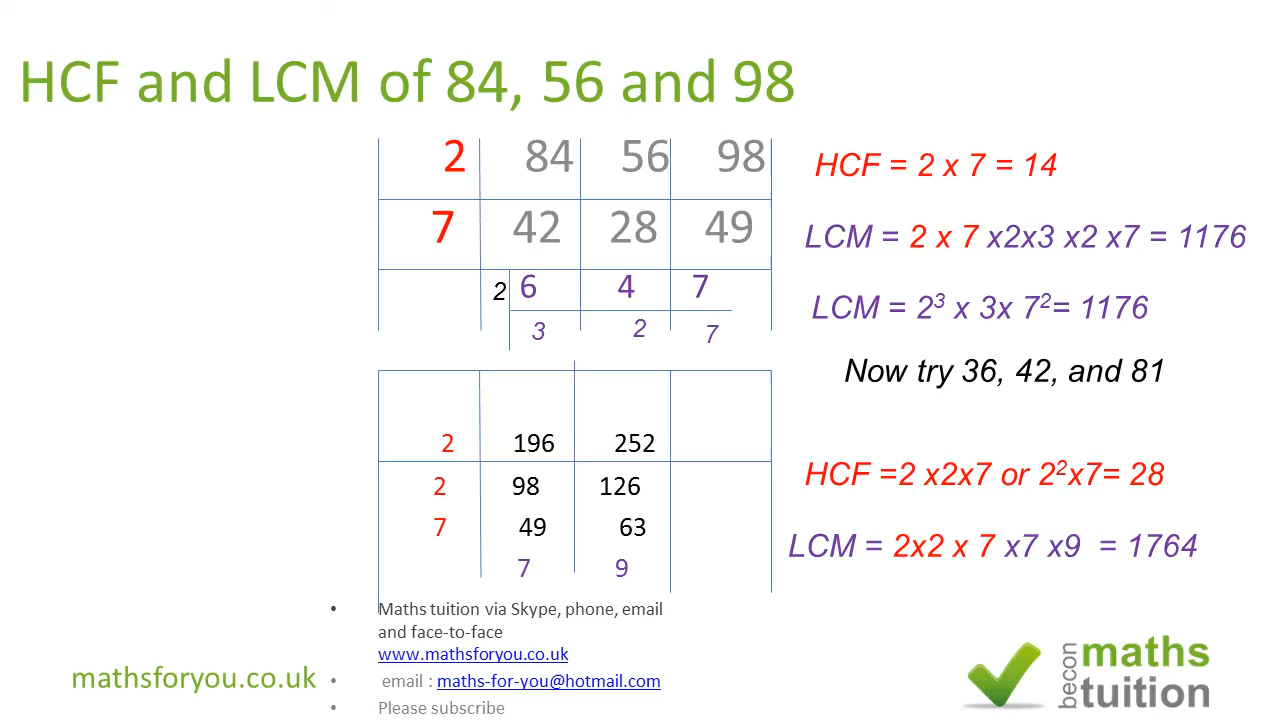 HCF and LCM of 84, 56 and 98
2 84 56 98
7 42 28 49
2 6 4 7
3 2 7
HCF = 2 x 7 = 14
LCM = 2 x 7 x2x3 x2 x7 = 1176
LCM = 2³ x 3x 7²= 1176
Now try 36, 42, and 81
2 196 252
2 98 126
7 49 63
7 9
HCF =2 x2x7 or 2²x7= 28
LCM = 2x2 x 7 x7 x9 = 1764
• Maths tuition via Skype, phone, email
and face-to-face
www.mathsforyou.co.uk
• email : maths-for-you@hotmail.com
• Please subscribe
mathsforyou.co.uk
becon
maths
tuition